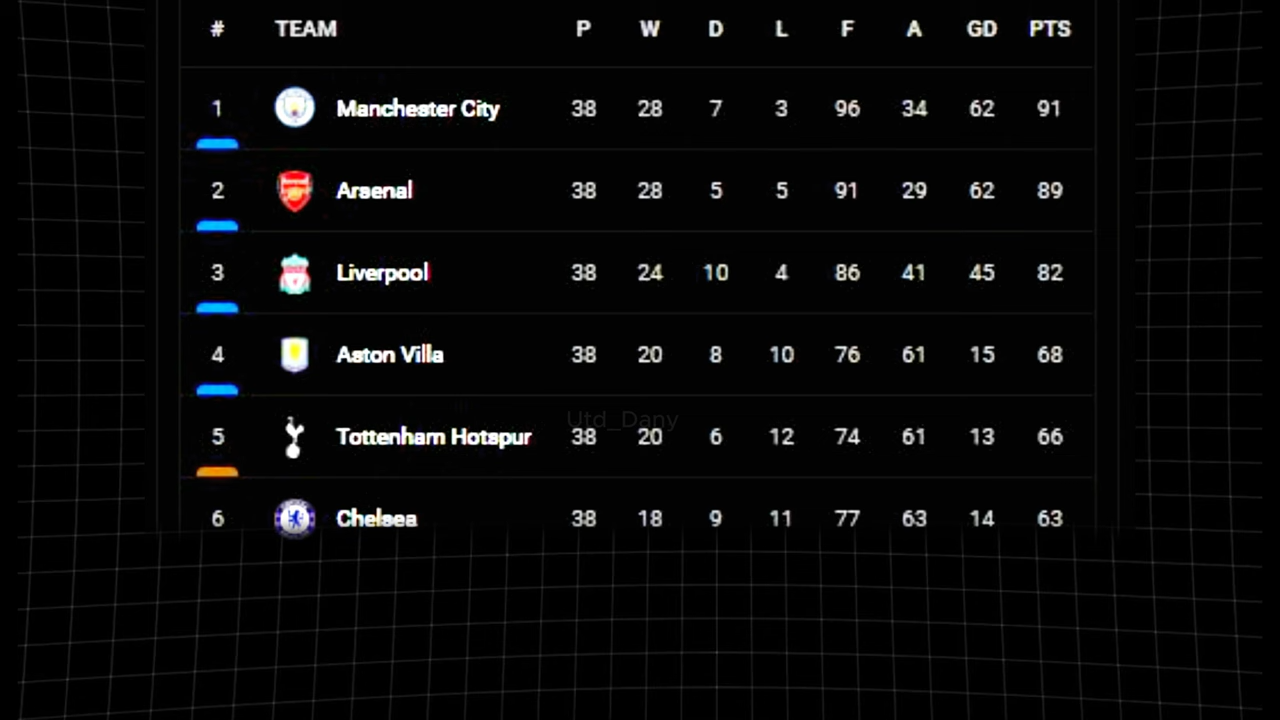 # TEAM P W D L F A GD PTS
1 Manchester City 38 28 7 3 96 34 62 91
2 Arsenal 38 28 5 5 91 29 62 89
3 Liverpool 38 24 10 4 86 41 45 82
4 Aston Villa 38 20 8 10 76 61 15 68
Utd_Dany
5 Tottenham Hotspur 38 20 6 12 74 61 13 66
6 Chelsea 38 18 9 11 77 63 14 63